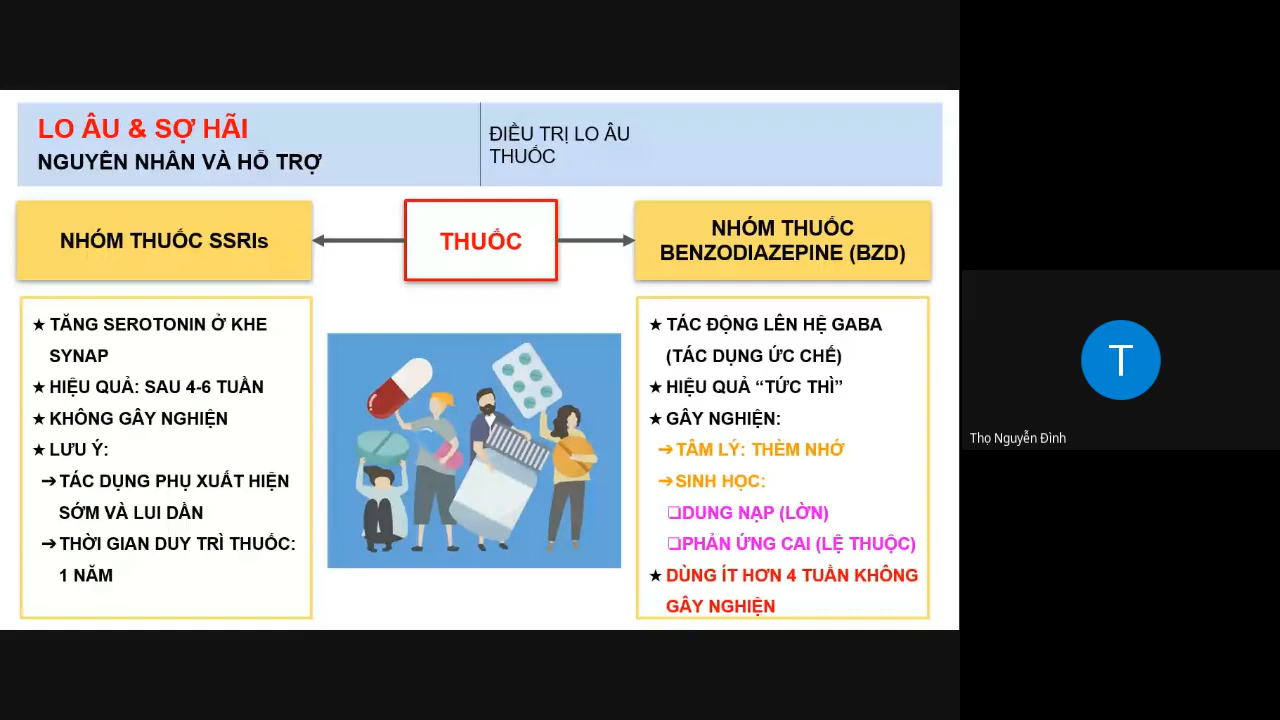 LO ÂU & SỢ HÃI
NGUYÊN NHÂN VÀ HỖ TRỢ
ĐIỀU TRỊ LO ÂU
THUỐC
NHÓM THUỐC SSRIs
THUỐC
NHÓM THUỐC
BENZODIAZEPINE (BZD)
★ TĂNG SEROTONIN Ở KHE
SYNAP
★ HIỆU QUẢ: SAU 4-6 TUẦN
★ KHÔNG GÂY NGHIỆN
★ LƯU Ý:
➔ TÁC DỤNG PHỤ XUẤT HIỆN
SỚM VÀ LUI DẦN
➔ THỜI GIAN DUY TRÌ THUỐC:
1 NĂM
★ TÁC ĐỘNG LÊN HỆ GABA
(TÁC DỤNG ỨC CHẾ)
★ HIỆU QUẢ “TỨC THÌ”
★ GÂY NGHIỆN:
➔ TÂM LÝ: THÈM NHỚ
➔ SINH HỌC:
❏ DUNG NẠP (LỜN)
❏ PHẢN ỨNG CAI (LỆ THUỘC)
★ DÙNG ÍT HƠN 4 TUẦN KHÔNG
GÂY NGHIỆN
T
Thọ Nguyễn Đình